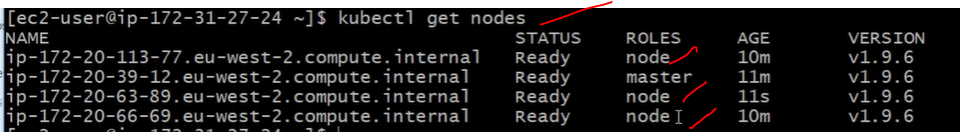 [ec2-user@ip-172-31-27-24 ~]$ kubectl get nodes
NAME STATUS ROLES AGE VERSION
ip-172-20-113-77.eu-west-2.compute.internal Ready node 10m v1.9.6
ip-172-20-39-12.eu-west-2.compute.internal Ready master 11m v1.9.6
ip-172-20-63-89.eu-west-2.compute.internal Ready node 11s v1.9.6
ip-172-20-66-69.eu-west-2.compute.internal Ready node 10m v1.9.6